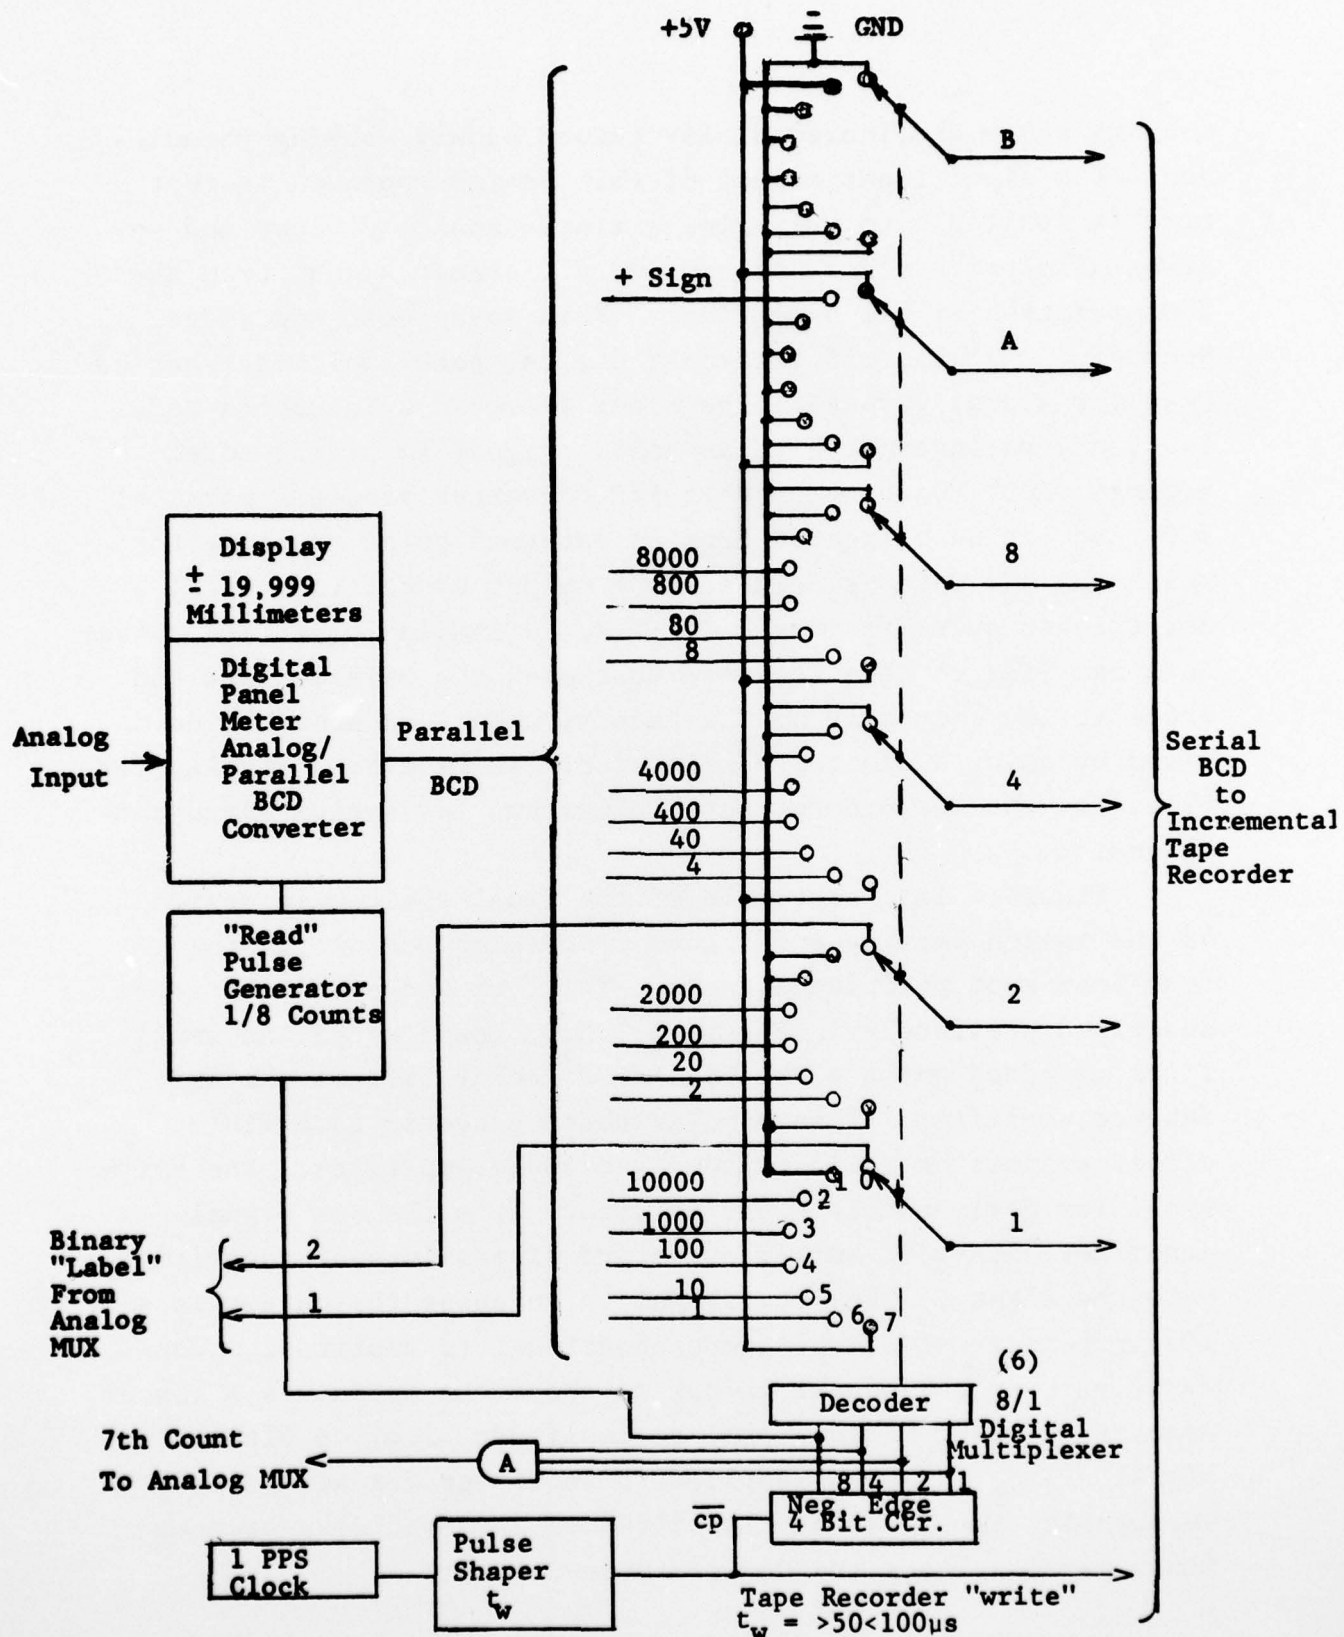 +5V
GND
B
+ Sign
A
Display
± 19,999
Millimeters
8000
800
80
8
8
Digital
Panel
Meter
Analog/
Parallel
BCD
Converter
Analog
Input
Parallel
BCD
4000
400
40
4
4
Serial
BCD
to
Incremental
Tape
Recorder
"Read"
Pulse
Generator
1/8 Counts
2000
200
20
2
2
10000
1000
100
10
1
0
1
2
3
4
5
6
7
1
Binary
"Label"
From
Analog
MUX
2
1
(6)
8/1
Digital
Multiplexer
Decoder
7th Count
To Analog MUX
A
8 4 2 1
Neg. Edge
4 Bit Ctr.
cp
1 PPS
Clock
Pulse
Shaper
tw
Tape Recorder "write"
tw = >50<100µs